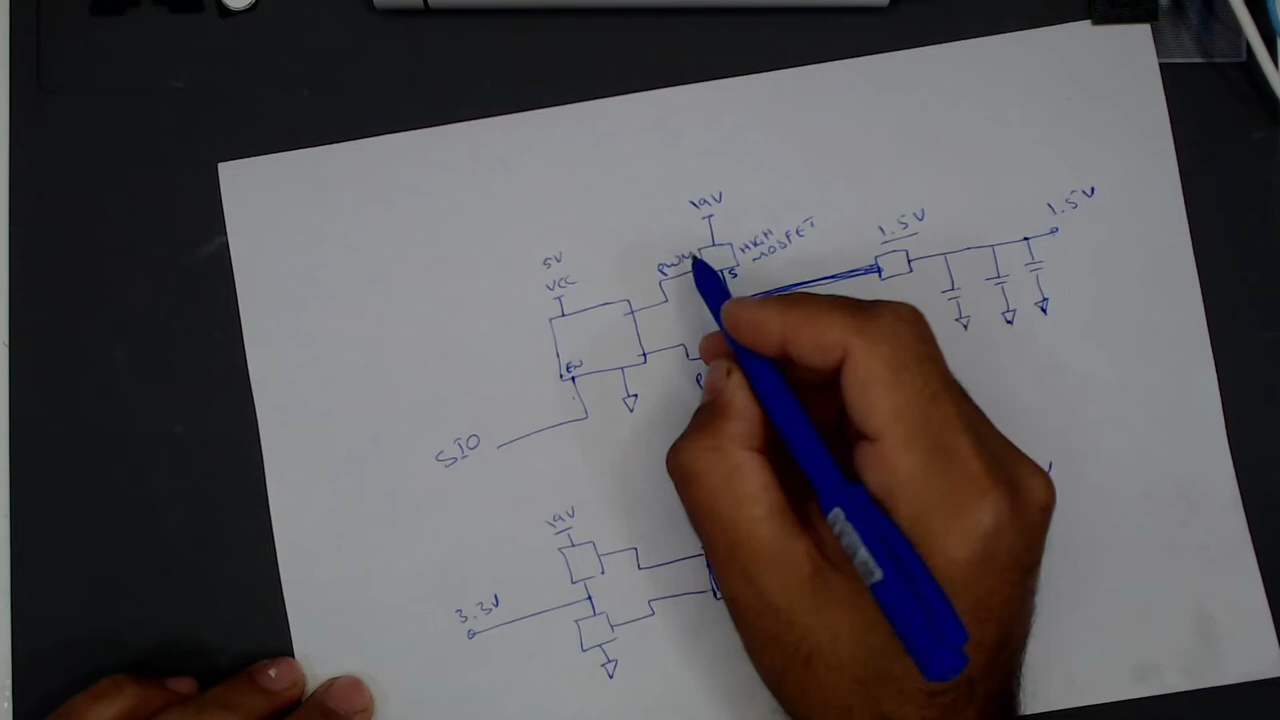 19V
HIGH
MOSFET
PWM
S
5V
VCC
EN
1.5V
1.5V
SIO
19V
3.3V